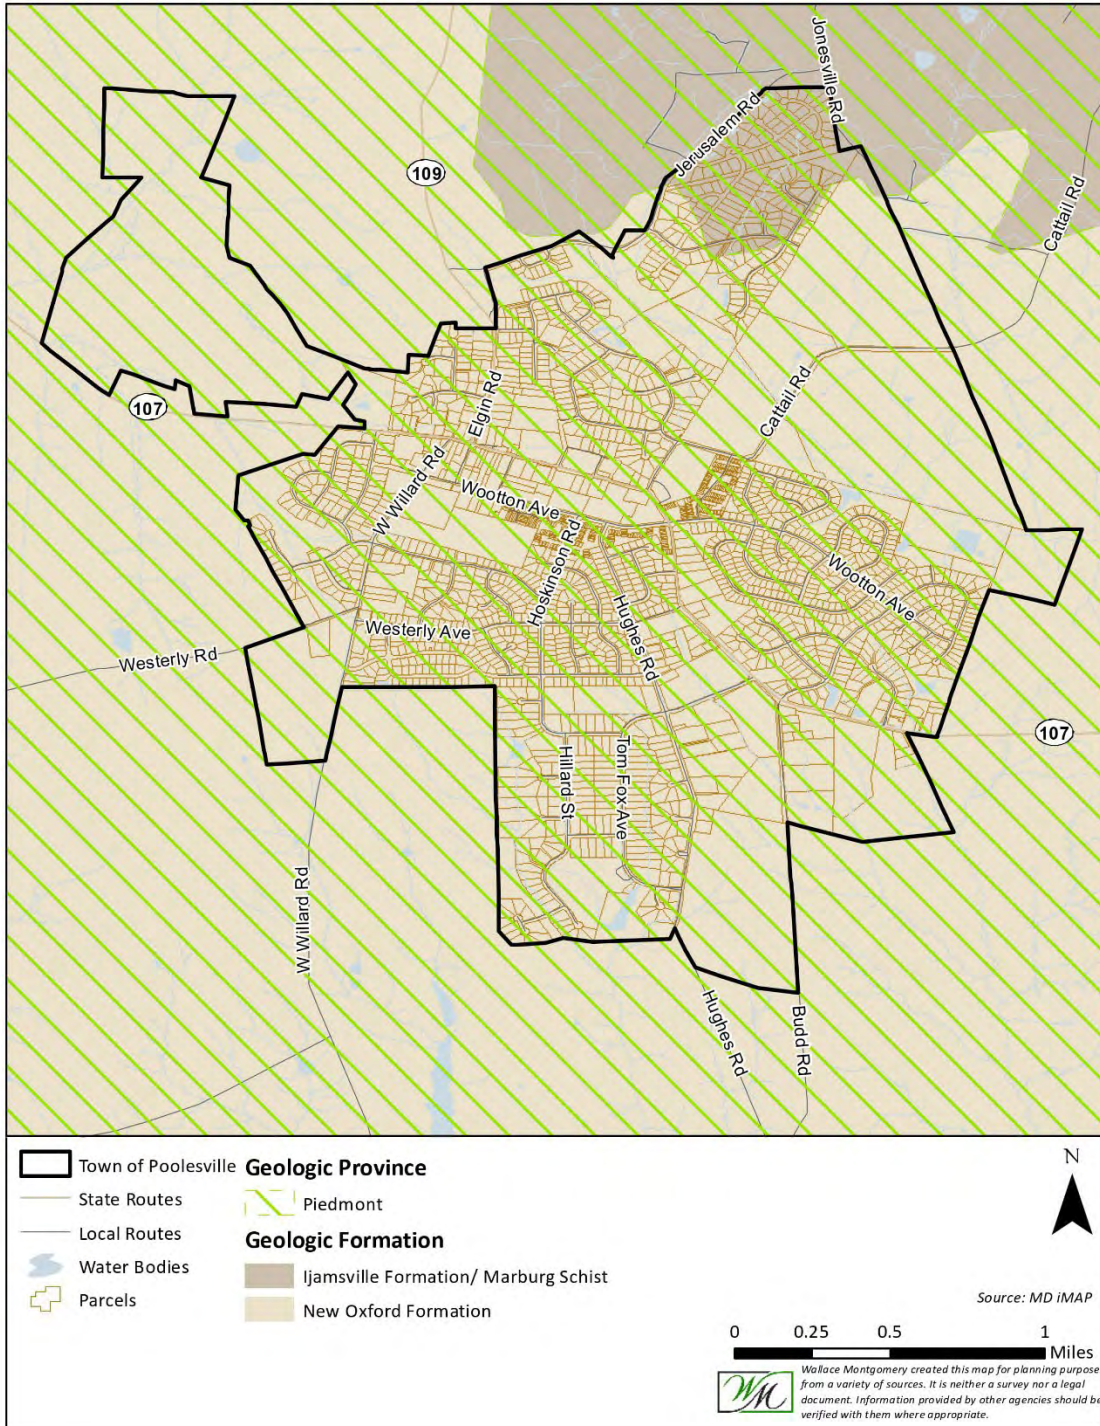 Jonesville Rd
Jerusalem Rd
109
Cattail Rd
107
Elgin Rd
Cattail Rd
W Willard Rd
Wootton Ave
Hoskinson Rd
Wootton Ave
Hughes Rd
Westerly Ave
Westerly Rd
107
Hillard St
Tom Fox Ave
W Willard Rd
Hughes Rd
Budd Rd
Town of Poolesville
State Routes
Local Routes
Water Bodies
Parcels
Geologic Province
Piedmont
Geologic Formation
Ijamsville Formation/ Marburg Schist
New Oxford Formation
N
Source: MD iMAP
0 0.25 0.5 1
Miles
WM
Wallace Montgomery created this map for planning purpose
from a variety of sources. It is neither a survey nor a legal
document. Information provided by other agencies should be
verified with them where appropriate.